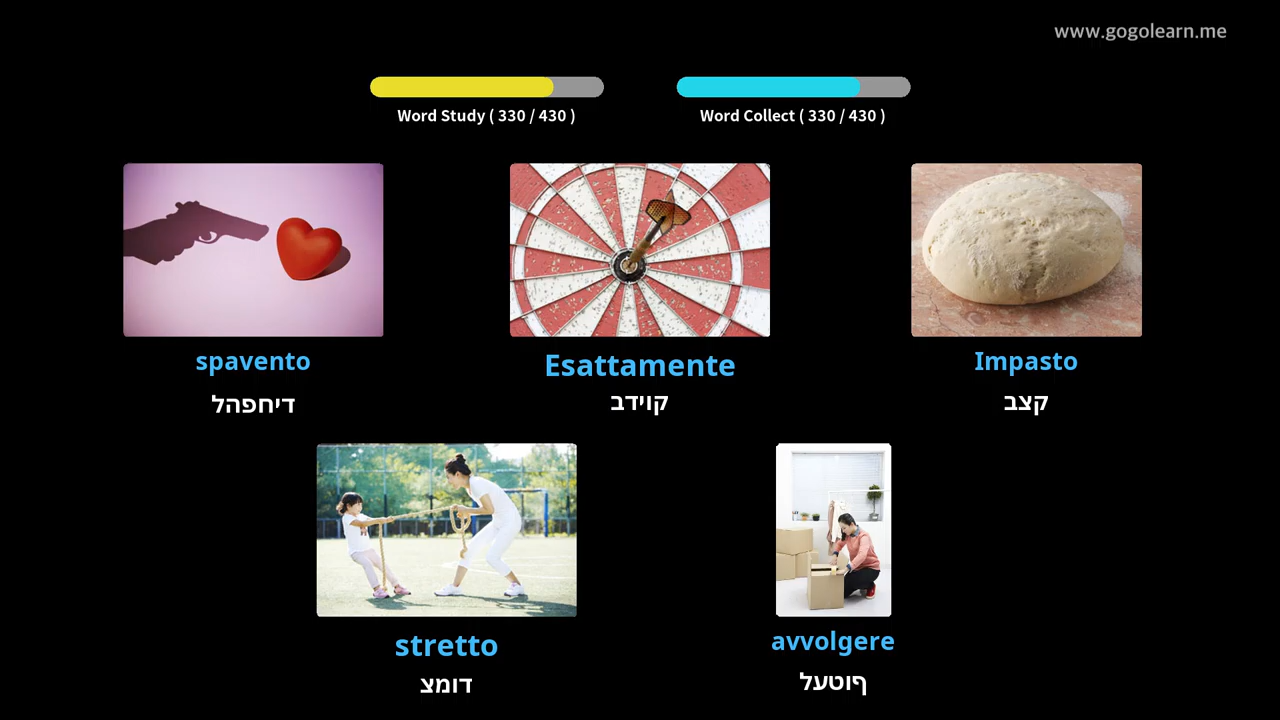 www.gogolearn.me
Word Study ( 330 / 430 )
Word Collect ( 330 / 430 )
spavento
דיחפהל
Esattamente
קוידב
Impasto
קצב
stretto
דומצ
avvolgere
ףוטעל